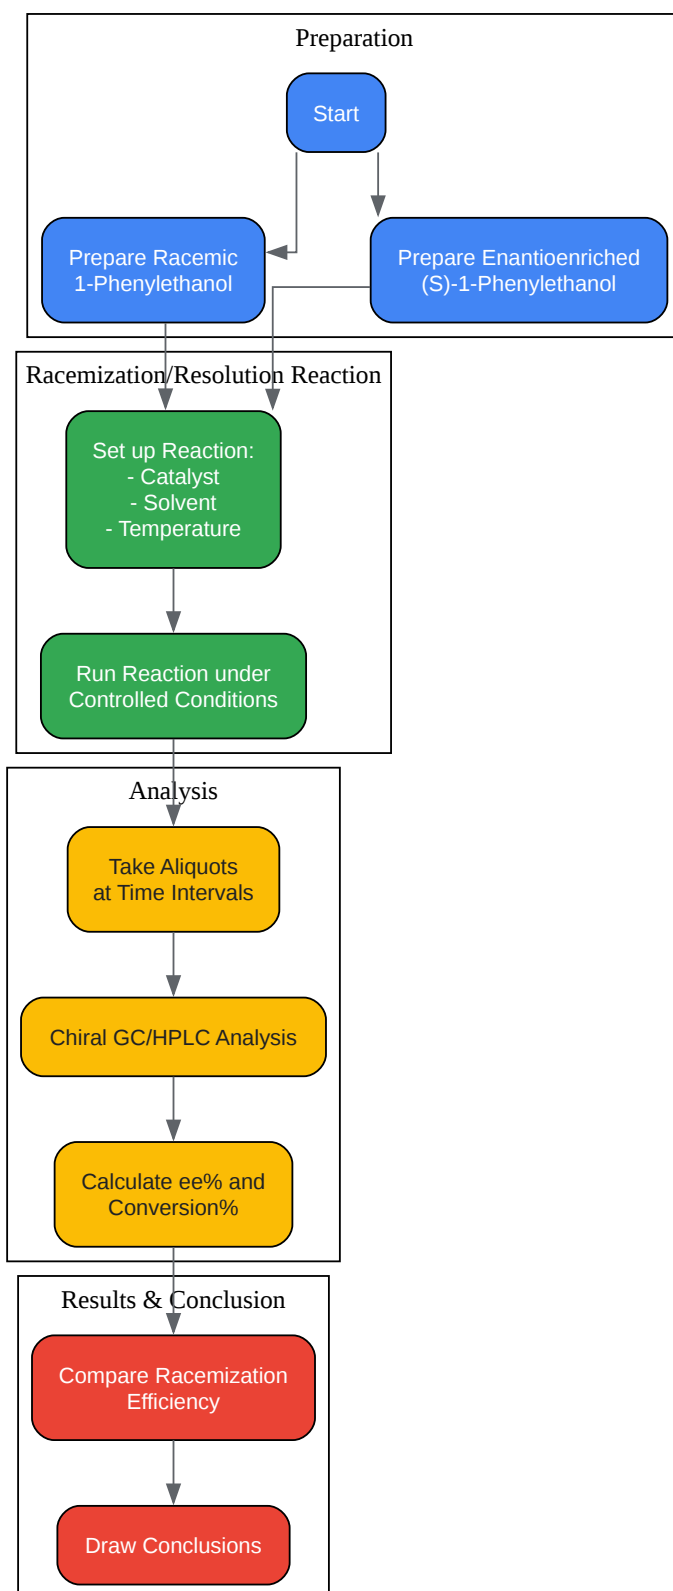 Preparation
Start
Prepare Racemic
1-Phenylethanol
Prepare Enantioenriched
(S)-1-Phenylethanol
Racemization/Resolution Reaction
Set up Reaction:
- Catalyst
- Solvent
- Temperature
Run Reaction under
Controlled Conditions
Analysis
Take Aliquots
at Time Intervals
Chiral GC/HPLC Analysis
Calculate ee% and
Conversion%
Results & Conclusion
Compare Racemization
Efficiency
Draw Conclusions